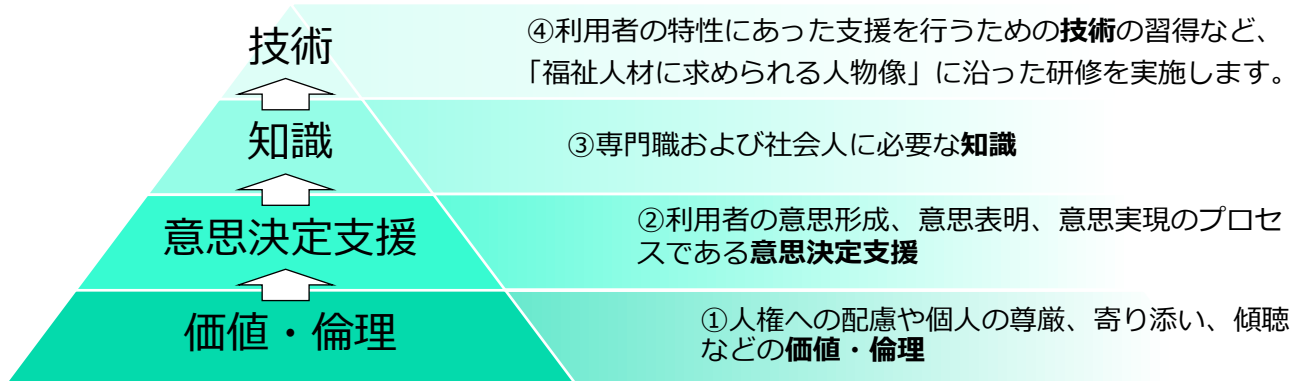 技術
④利用者の特性にあった支援を行うための技術の習得など、
「福祉人材に求められる人物像」に沿った研修を実施します。
知識
③専門職および社会人に必要な知識
意思決定支援
②利用者の意思形成、意思表明、意思実現のプロセ
スである意思決定支援
価値・倫理
①人権への配慮や個人の尊厳、寄り添い、傾聴
などの価値・倫理